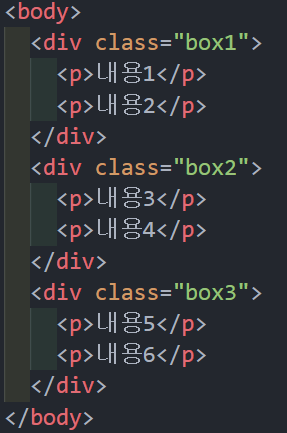 <body>
<div class="box1">
<p>내용1</p>
<p>내용2</p>
</div>
<div class="box2">
<p>내용3</p>
<p>내용4</p>
</div>
<div class="box3">
<p>내용5</p>
<p>내용6</p>
</div>
</body>